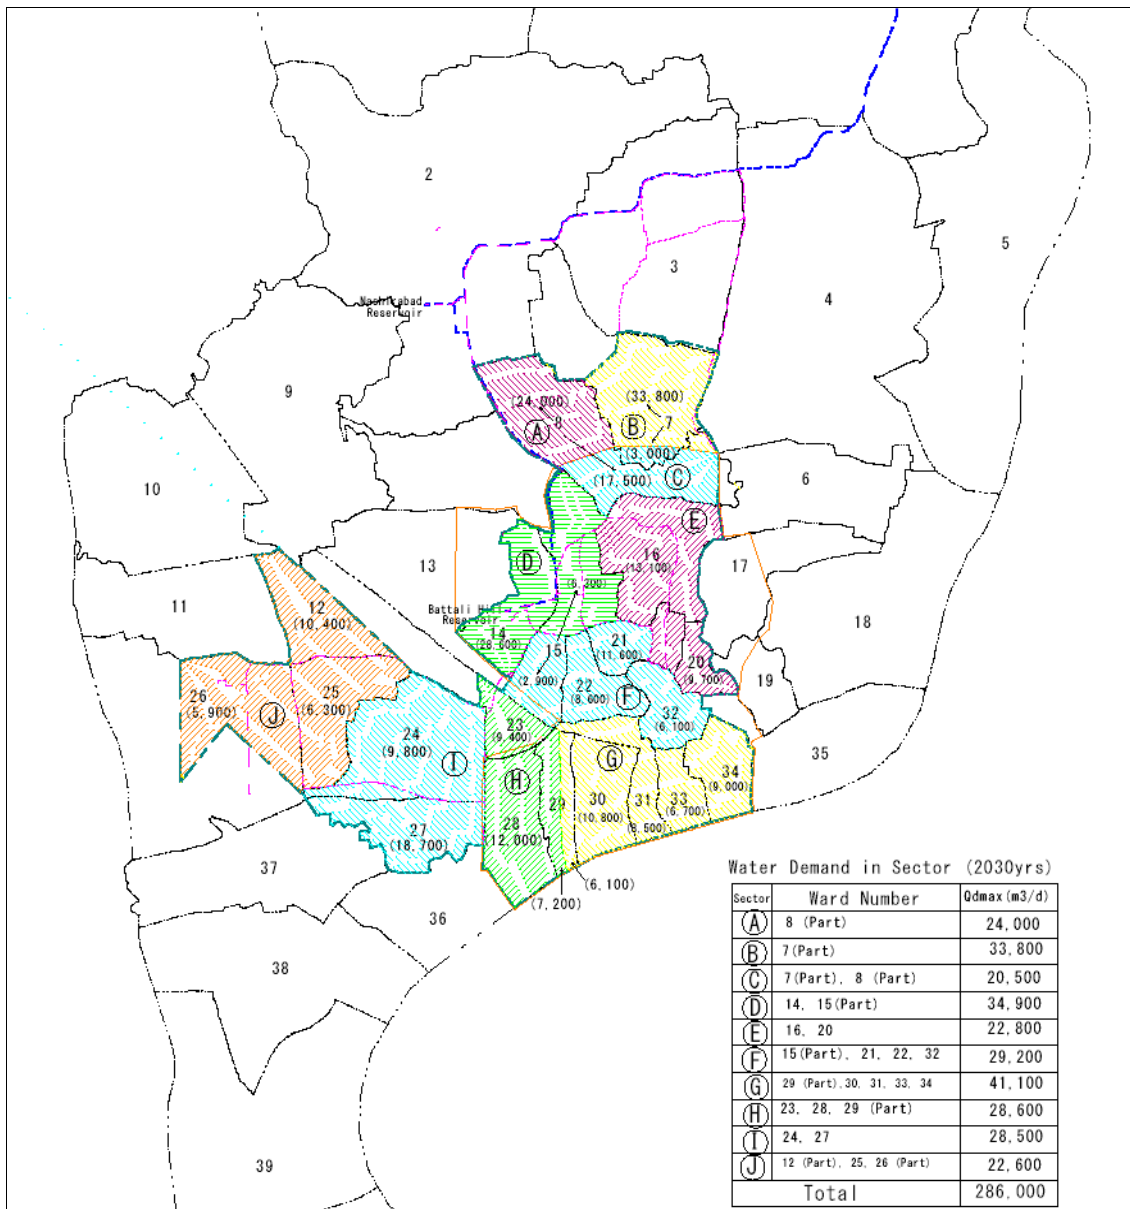 2
5
3
4
Nashirabad
Reservoir
9
(24,000)
(33,800)
8
7
A
B
(3,000)
10
(17,500)
C
6
E
13
D
16
(13,100)
17
11
12
(10,400)
(6,300)
Battali Hill
Reservoir
14
(28,600)
15
21
(11,600)
18
26
(5,900)
25
(6,300)
(2,900)
22
(8,600)
20
(9,700)
19
J
F
32
(6,100)
23
(9,400)
24
(9,800)
I
H
G
35
34
(9,000)
29
30
(10,800)
31
(8,500)
33
(6,700)
27
(18,700)
28
(12,000)
37
(6,100)
(7,200)
36
38
39
Water Demand in Sector (2030yrs)
Sector Ward Number Qdmax(m3/d)
A 8 (Part) 24,000
B 7(Part) 33,800
C 7(Part), 8 (Part) 20,500
D 14, 15(Part) 34,900
E 16, 20 22,800
F 15(Part), 21, 22, 32 29,200
G 29 (Part),30, 31, 33, 34 41,100
H 23, 28, 29 (Part) 28,600
I 24, 27 28,500
J 12 (Part), 25, 26 (Part) 22,600
Total 286,000